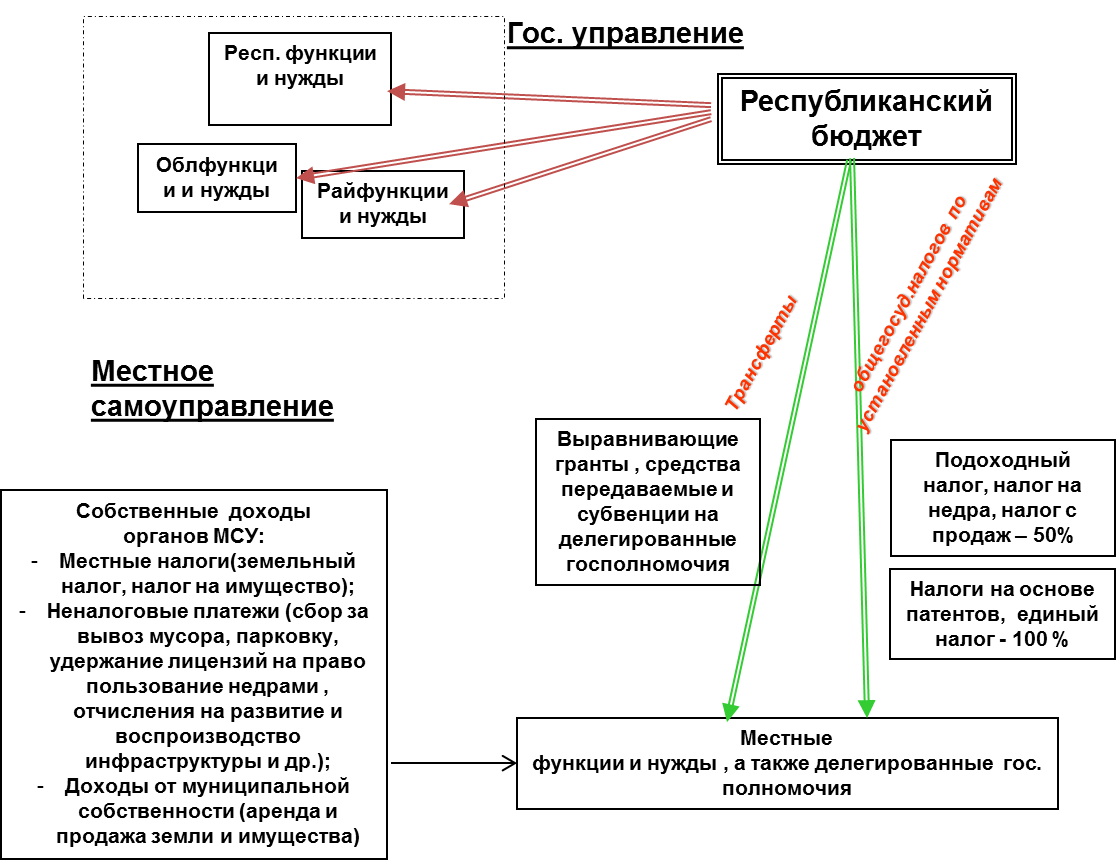 Гос. управление
Респ. функции
и нужды
Республиканский
бюджет
Облфункци
и и нужды
Райфункции
и нужды
Трансферты
общегосуд.налогов по
установленным нормативам
Местное
самоуправление
Выравнивающие
гранты , средства
передаваемые и
субвенции на
делегированные
госполномочия
Подоходный
налог, налог на
недра, налог с
продаж – 50%
Налоги на основе
патентов, единый
налог - 100 %
Собственные доходы
органов МСУ:
- Местные налоги(земельный
налог, налог на имущество);
- Неналоговые платежи (сбор за
вывоз мусора, парковку,
удержание лицензий на право
пользование недрами ,
отчисления на развитие и
воспроизводство
инфраструктуры и др.);
- Доходы от муниципальной
собственности (аренда и
продажа земли и имущества)
Местные
функции и нужды , а также делегированные гос.
полномочия